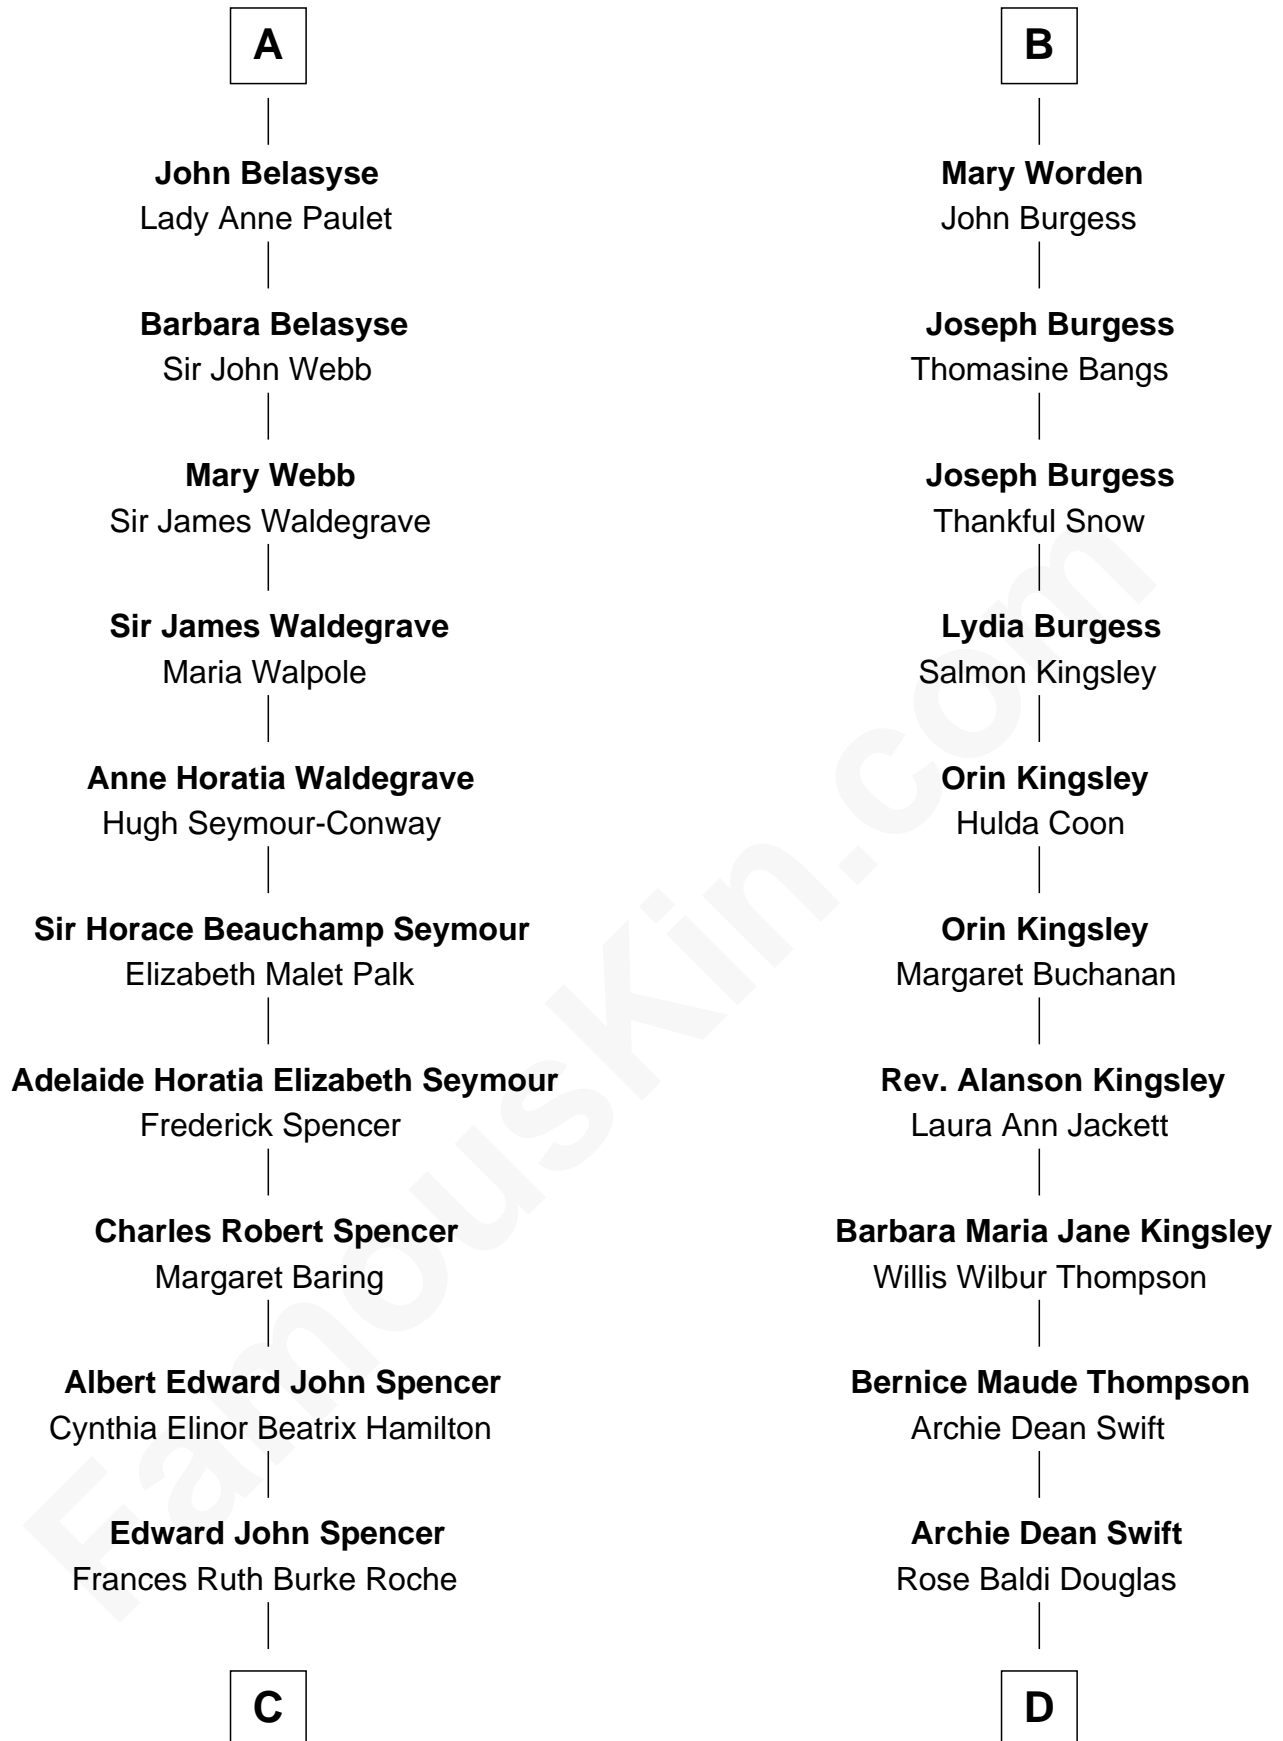 A
John Belasyse
Lady Anne Paulet
Barbara Belasyse
Sir John Webb
Mary Webb
Sir James Waldegrave
Sir James Waldegrave
Maria Walpole
Anne Horatia Waldegrave
Hugh Seymour-Conway
Sir Horace Beauchamp Seymour
Elizabeth Malet Palk
Adelaide Horatia Elizabeth Seymour
Frederick Spencer
Charles Robert Spencer
Margaret Baring
Albert Edward John Spencer
Cynthia Elinor Beatrix Hamilton
Edward John Spencer
Frances Ruth Burke Roche
C
B
Mary Worden
John Burgess
Joseph Burgess
Thomasine Bangs
Joseph Burgess
Thankful Snow
Lydia Burgess
Salmon Kingsley
Orin Kingsley
Hulda Coon
Orin Kingsley
Margaret Buchanan
Rev. Alanson Kingsley
Laura Ann Jackett
Barbara Maria Jane Kingsley
Willis Wilbur Thompson
Bernice Maude Thompson
Archie Dean Swift
Archie Dean Swift
Rose Baldi Douglas
D
FamousKin.com